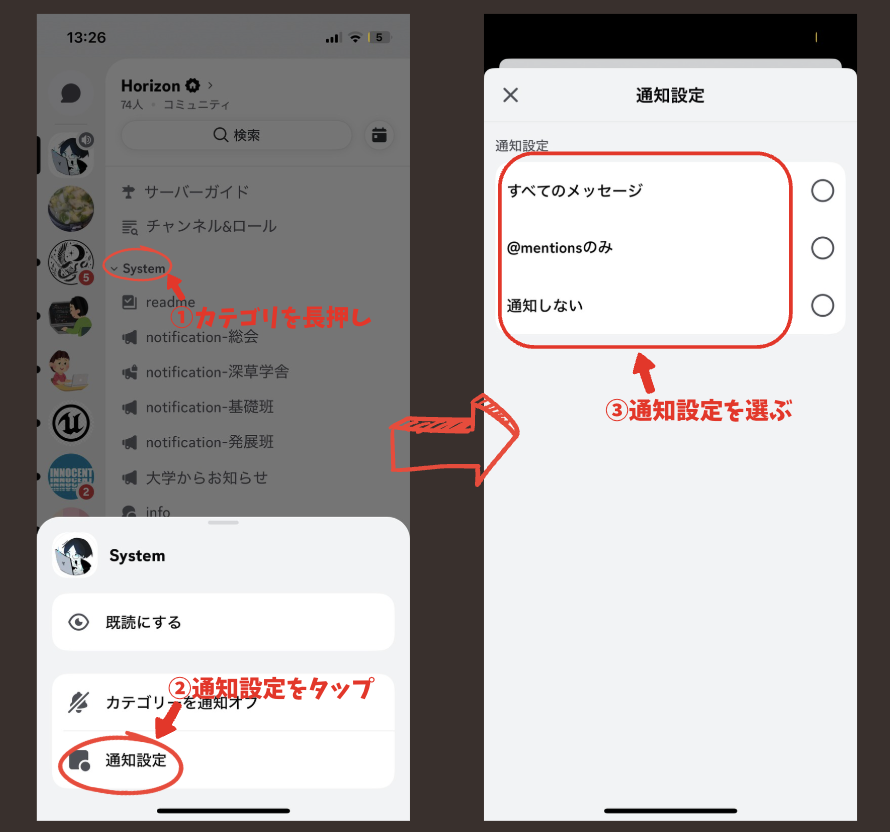 13:26
5
Horizon
74人 · コミュニティ
検索
サーバーガイド
チャンネル&ロール
System
readme
①カテゴリを長押し
notification-総会
notification-深草学舎
notification-基礎班
notification-発展班
大学からお知らせ
info
5
INNOCENT
2
System
既読にする
②通知設定をタップ
カテゴリーを通知オフ
通知設定
通知設定
通知設定
すべてのメッセージ
@mentionsのみ
通知しない
③通知設定を選ぶ